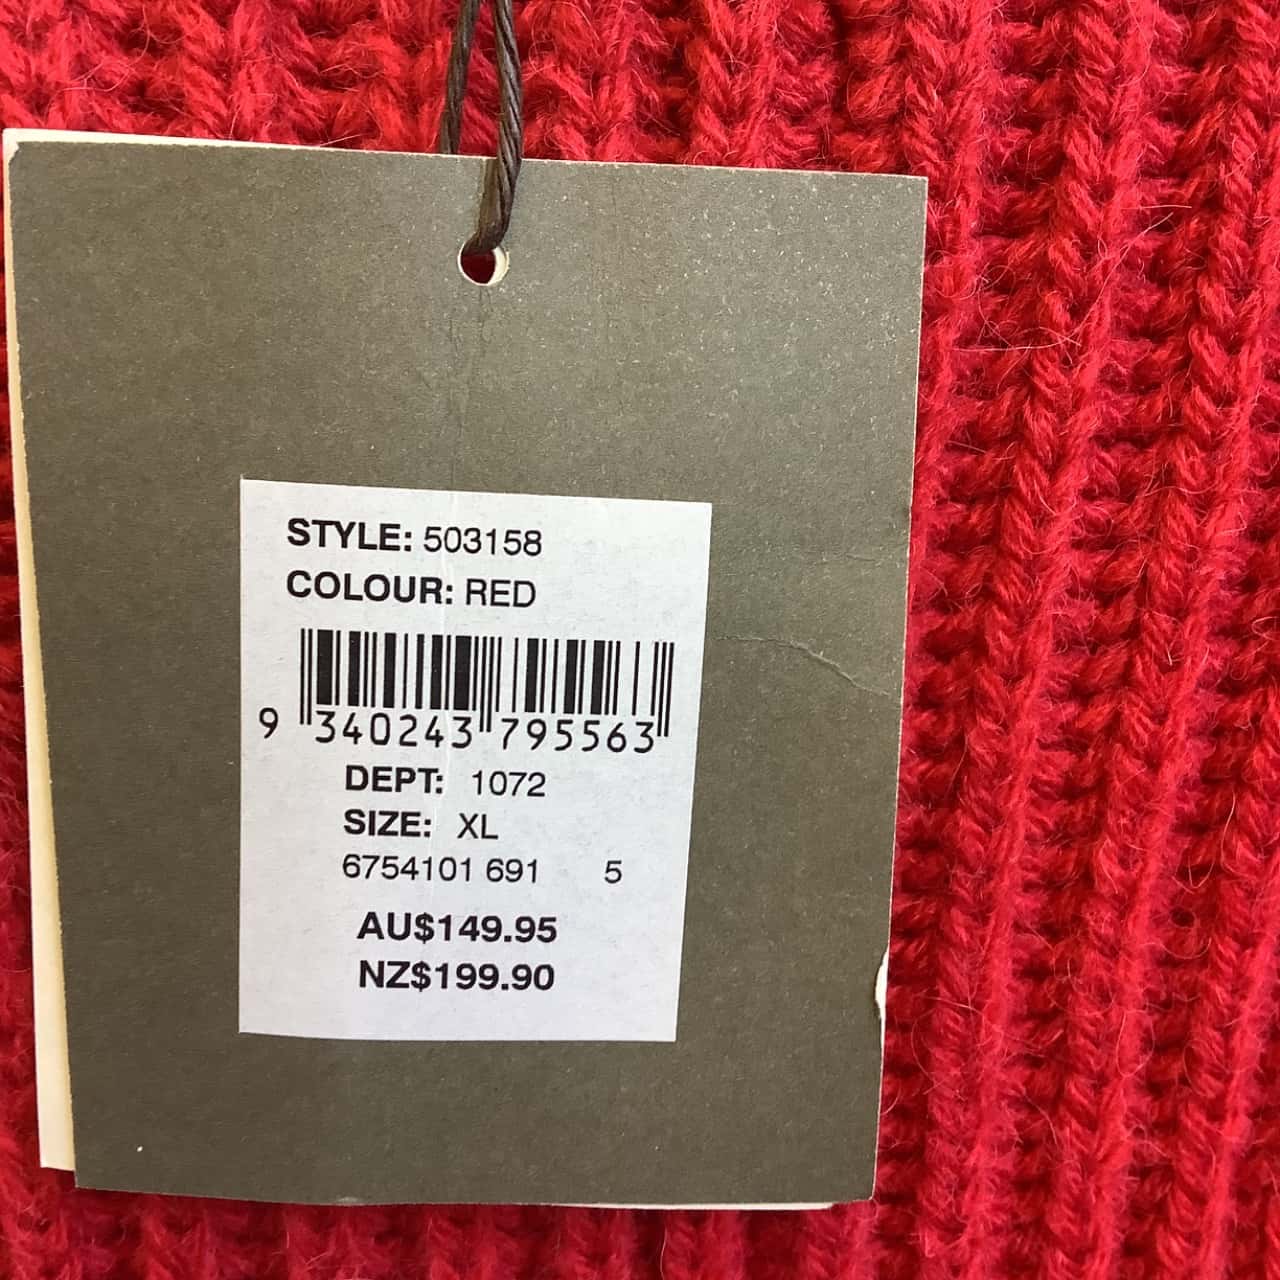 STYLE: 503158
COLOUR: RED
9 340243 795563
DEPT: 1072
SIZE: XL
6754101 691 5
AU$149.95
NZ$199.90